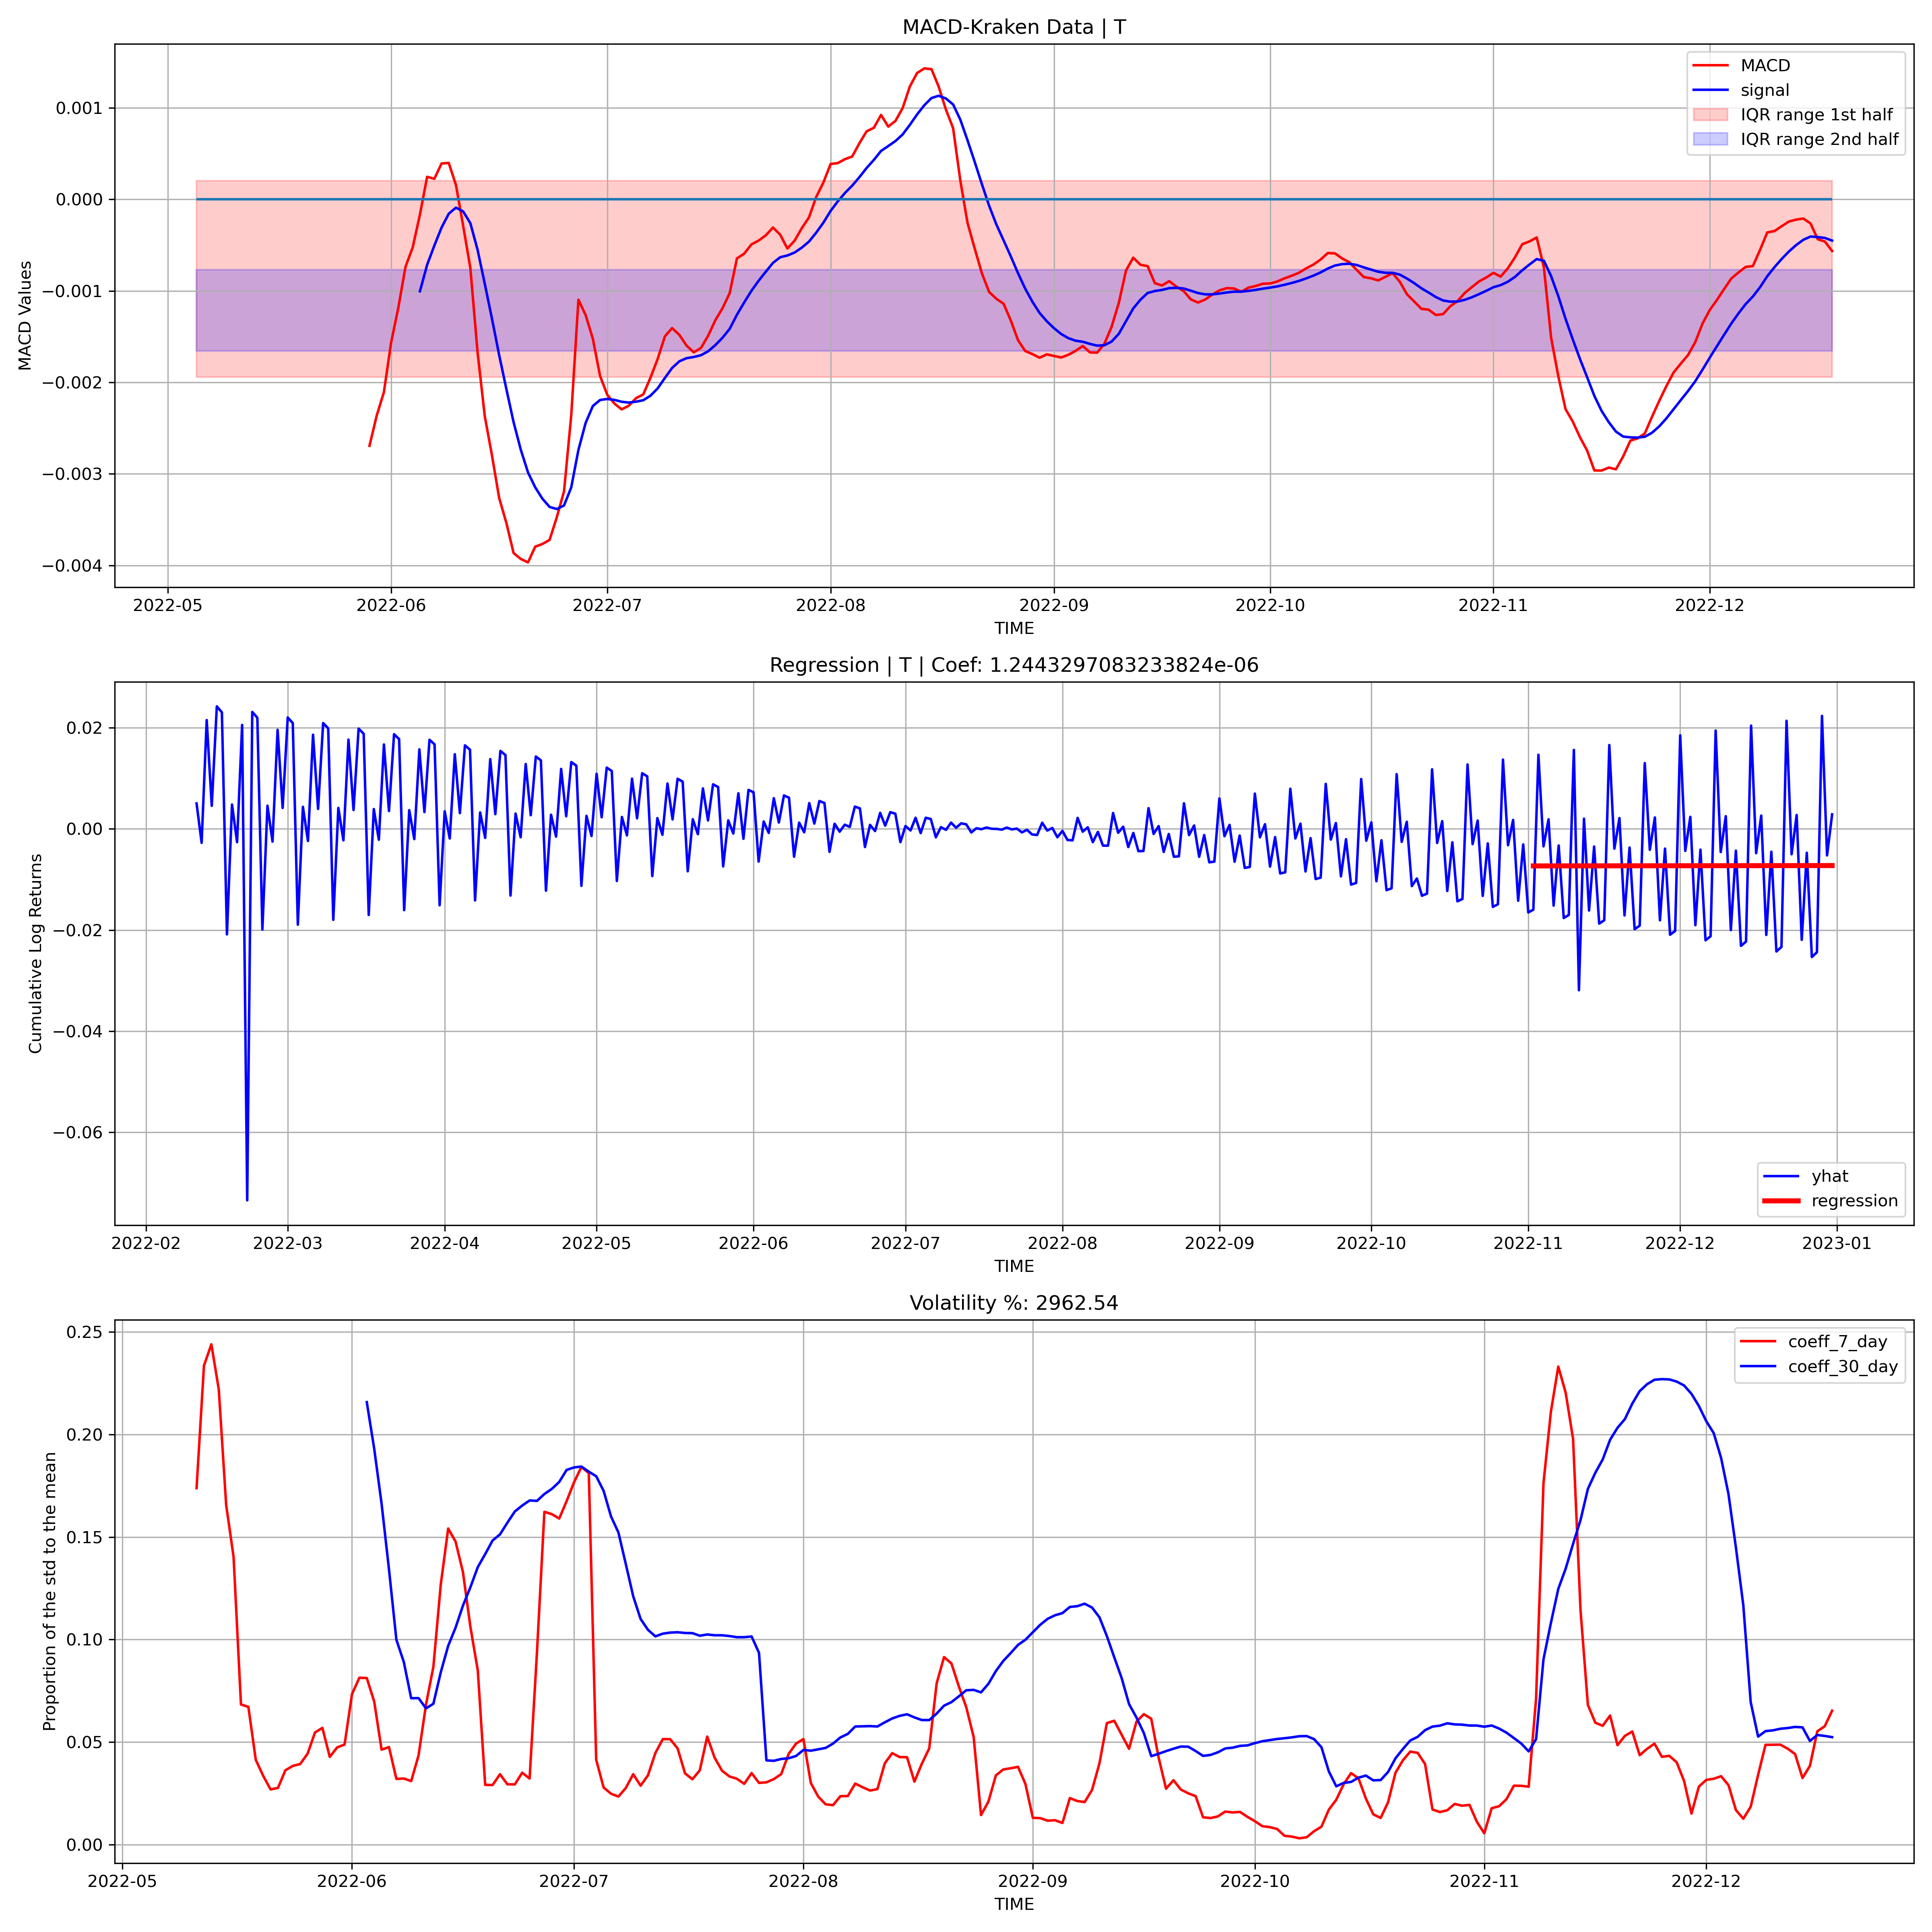 MACD-Kraken Data | T
MACD
signal
IQR range 1st half
IQR range 2nd half
0.001
0.000
−0.001
−0.002
−0.003
−0.004
MACD Values
2022-05 2022-06 2022-07 2022-08 2022-09 2022-10 2022-11 2022-12
TIME
Regression | T | Coef: 1.2443297083233824e-06
0.02
0.00
−0.02
−0.04
−0.06
Cumulative Log Returns
yhat
regression
2022-02 2022-03 2022-04 2022-05 2022-06 2022-07 2022-08 2022-09 2022-10 2022-11 2022-12 2023-01
TIME
Volatility %: 2962.54
coeff_7_day
coeff_30_day
0.25
0.20
0.15
0.10
0.05
0.00
Proportion of the std to the mean
2022-05 2022-06 2022-07 2022-08 2022-09 2022-10 2022-11 2022-12
TIME